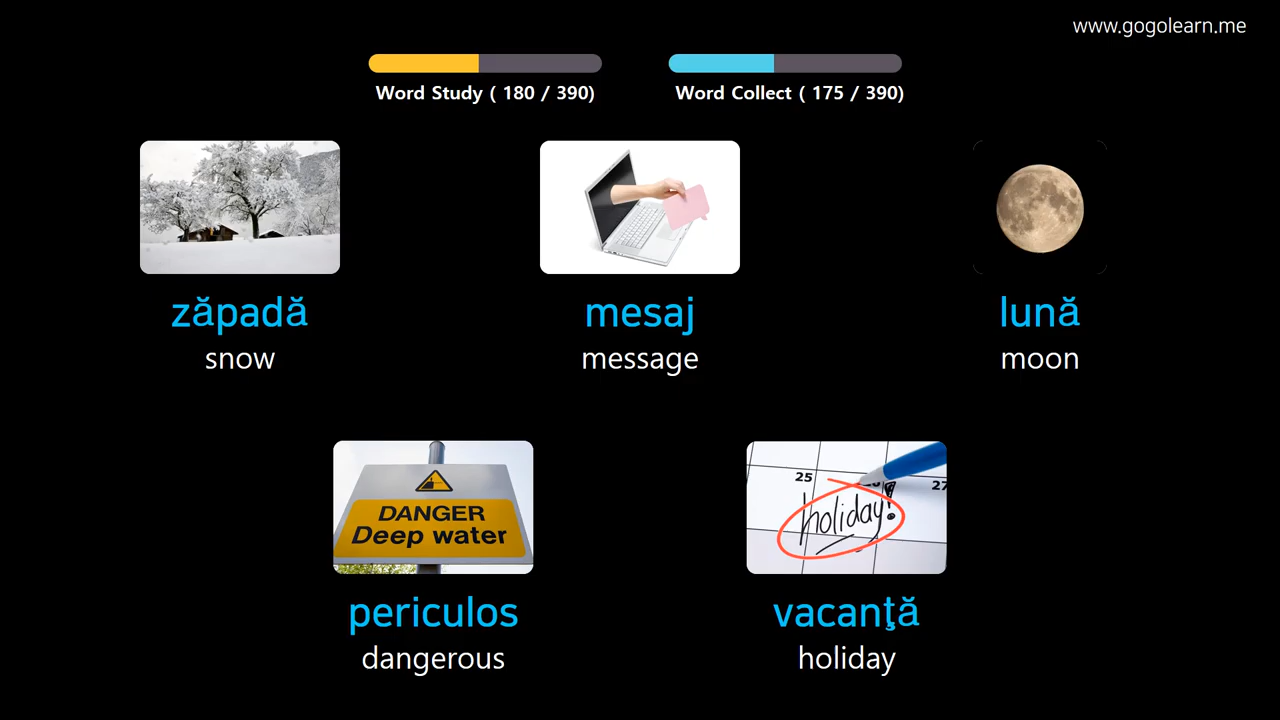 www.gogolearn.me
Word Study ( 180 / 390)
Word Collect ( 175 / 390)
zăpadă
mesaj
lună
snow
message
moon
DANGER
Deep water
25
27
holiday!
periculos
vacanţă
dangerous
holiday